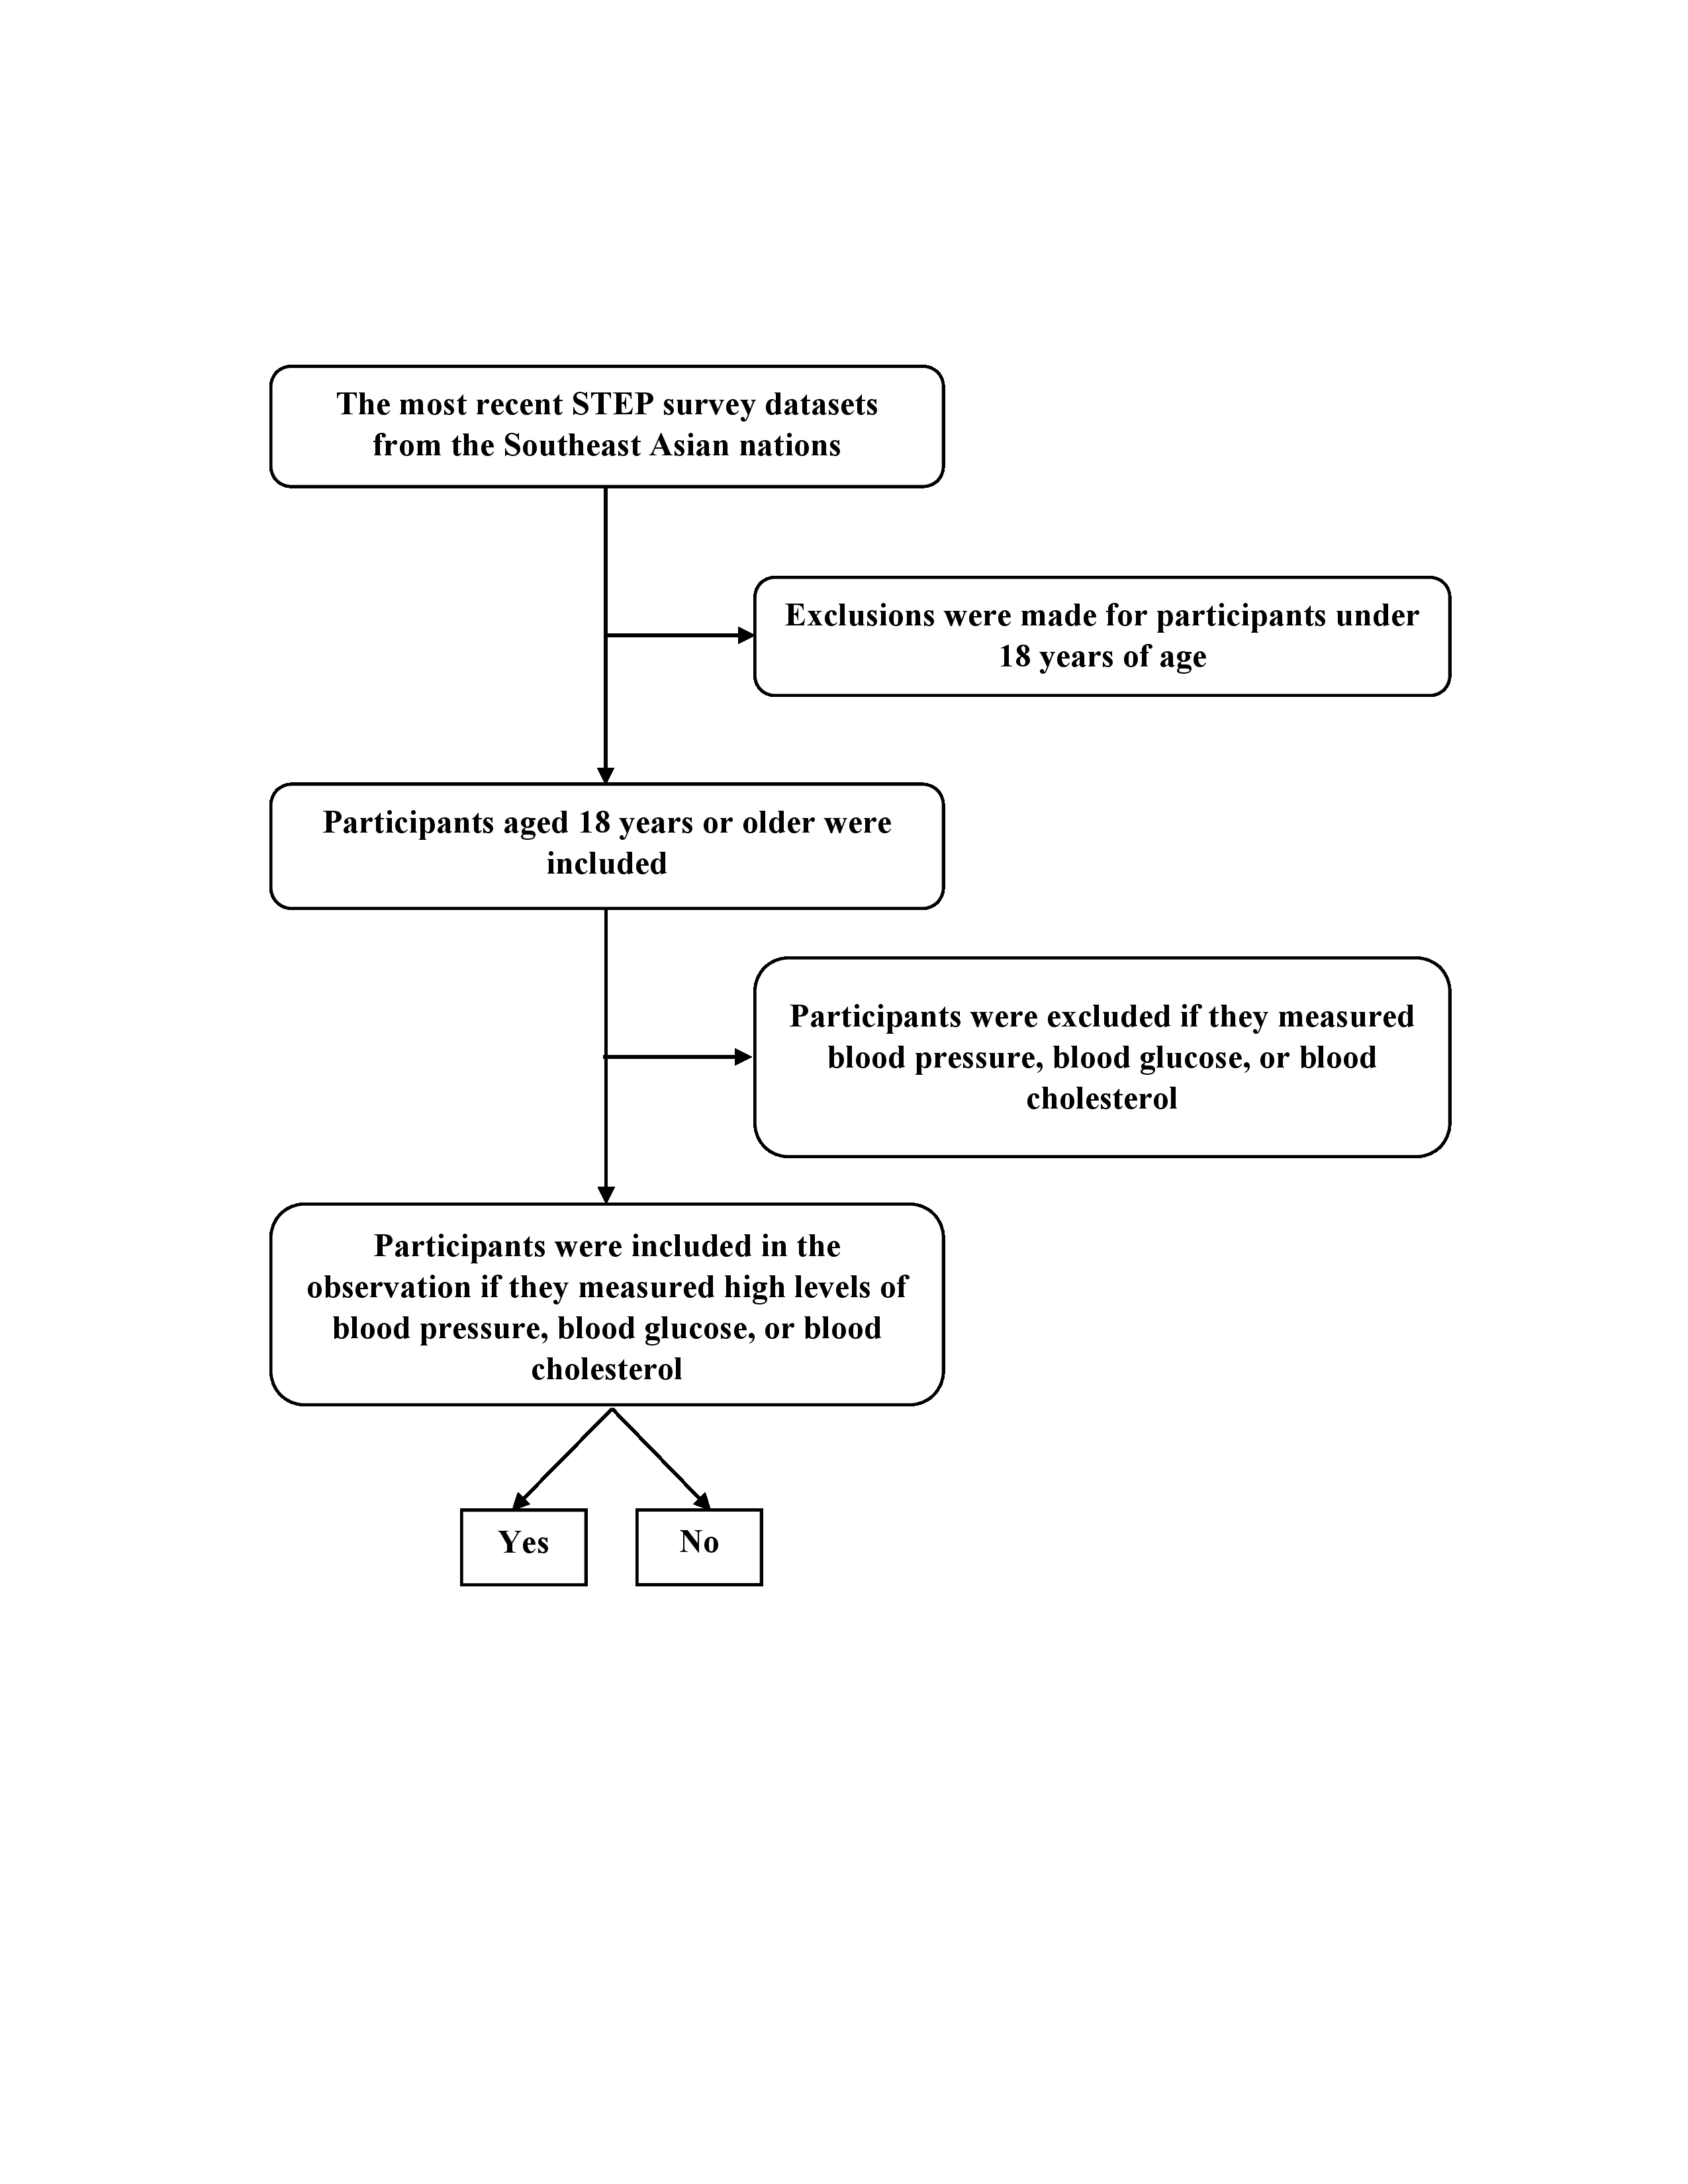 The most recent STEP survey datasets
from the Southeast Asian nations
Exclusions were made for participants under
18 years of age
Participants aged 18 years or older were
included
Participants were excluded if they measured
blood pressure, blood glucose, or blood
cholesterol
Participants were included in the
observation if they measured high levels of
blood pressure, blood glucose, or blood
cholesterol
Yes
No